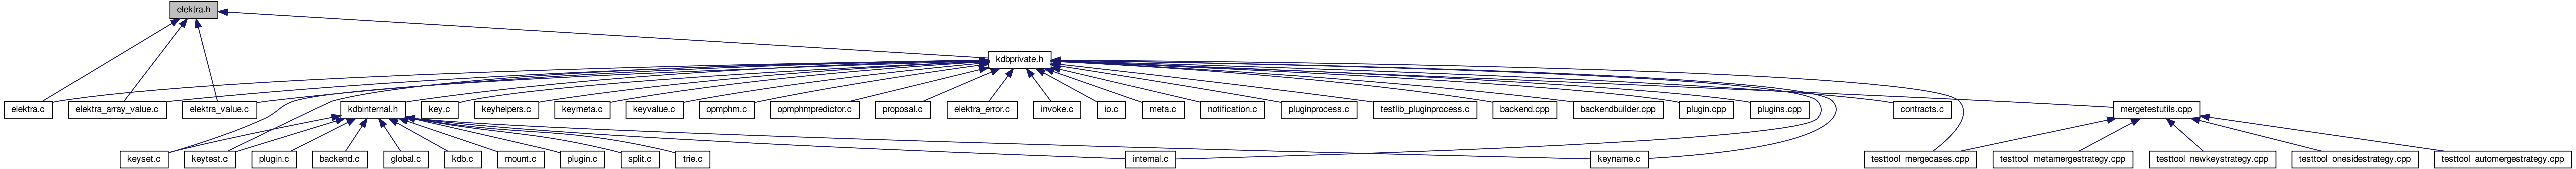 elektra.h
kdbprivate.h
elektra.c
elektra_array_value.c
elektra_value.c
kdbinternal.h
key.c
keyhelpers.c
keymeta.c
keyvalue.c
opmphm.c
opmphmpredictor.c
proposal.c
elektra_error.c
invoke.c
io.c
meta.c
notification.c
pluginprocess.c
testlib_pluginprocess.c
backend.cpp
backendbuilder.cpp
plugin.cpp
plugins.cpp
contracts.c
mergetestutils.cpp
keyset.c
keytest.c
plugin.c
backend.c
global.c
kdb.c
mount.c
plugin.c
split.c
trie.c
internal.c
keyname.c
testtool_mergecases.cpp
testtool_metamergestrategy.cpp
testtool_newkeystrategy.cpp
testtool_onesidestrategy.cpp
testtool_automergestrategy.cpp